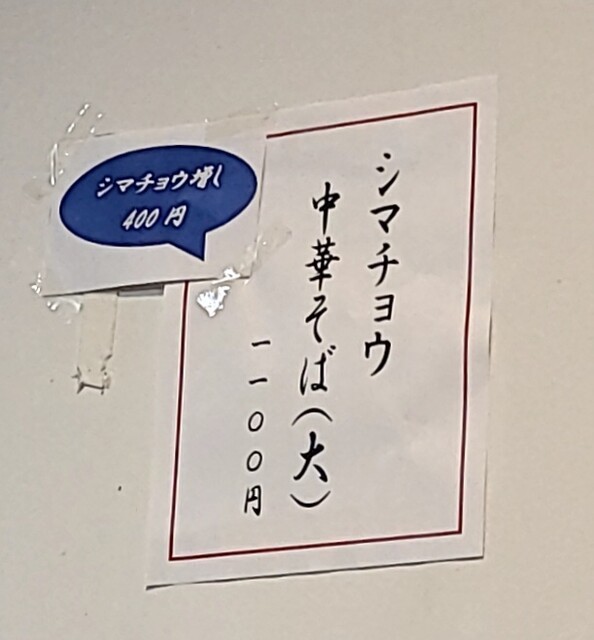 シマチョウ増し
400円
シマチョウ
中華そば(大)
一一〇〇円